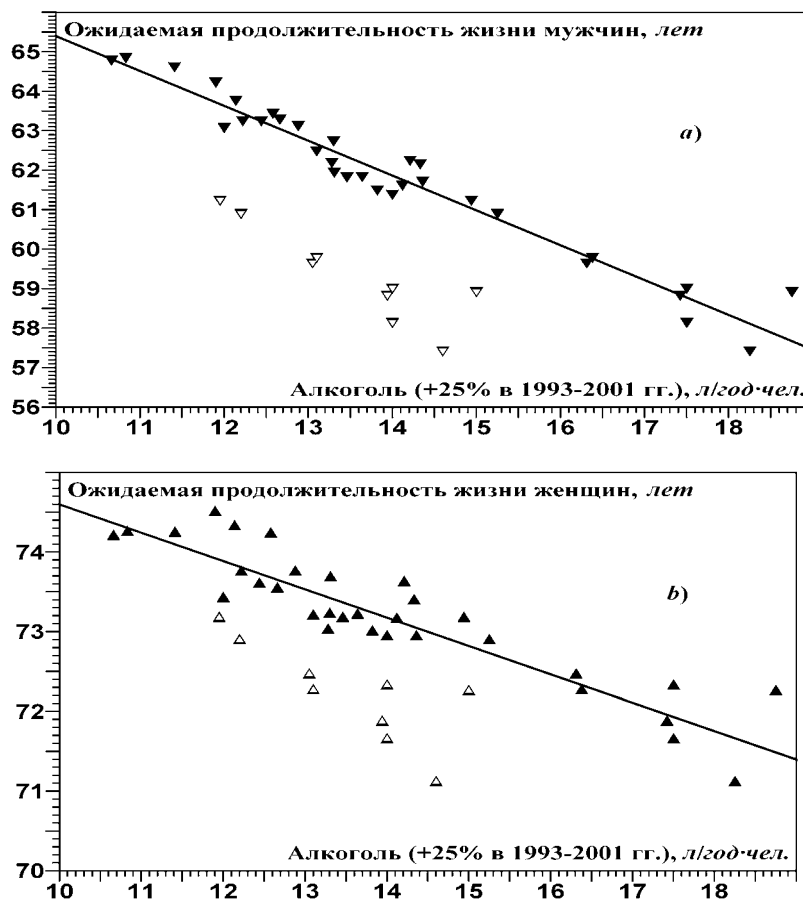 Ожидаемая продолжительность жизни мужчин, лет
65
64
63
а)
62
61
60
59
58
57
Алкоголь (+25% в 1993-2001 гг.), л/год·чел.
56
10 11 12 13 14 15 16 17 18
Ожидаемая продолжительность жизни женщин, лет
74
b)
73
72
71
Алкоголь (+25% в 1993-2001 гг.), л/год·чел.
70
10 11 12 13 14 15 16 17 18